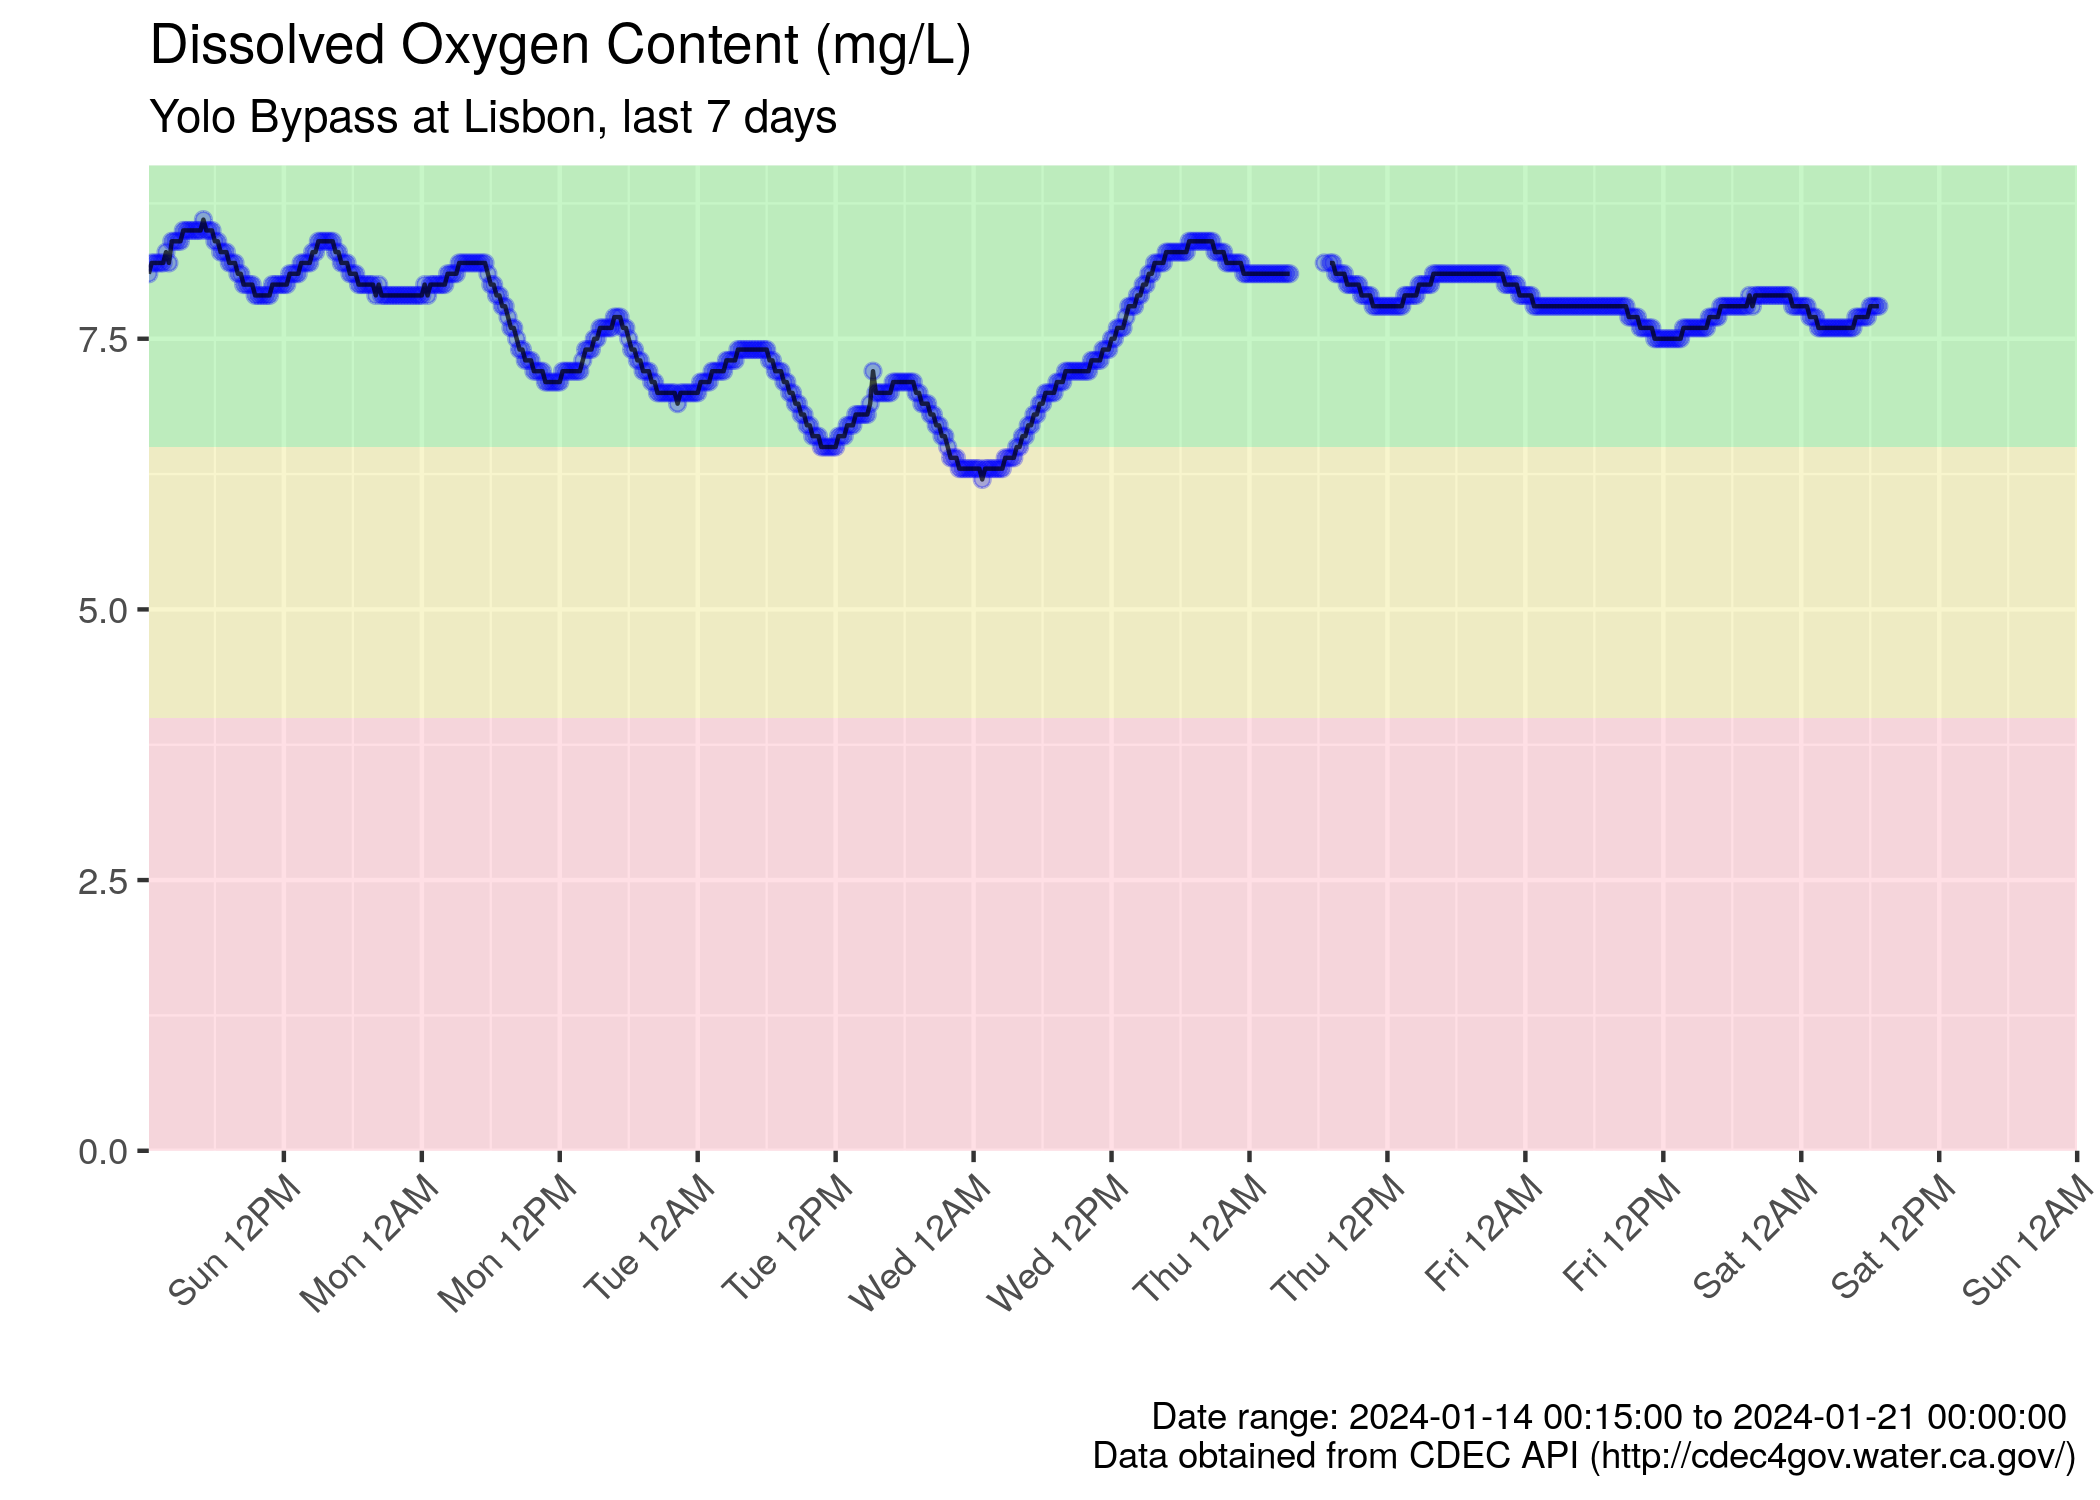 Dissolved Oxygen Content (mg/L)
Yolo Bypass at Lisbon, last 7 days
7.5
5.0
2.5
0.0
Sun 12PM
Mon 12AM
Mon 12PM
Tue 12AM
Tue 12PM
Wed 12AM
Wed 12PM
Thu 12AM
Thu 12PM
Fri 12AM
Fri 12PM
Sat 12AM
Sat 12PM
Sun 12AM
Date range: 2024-01-14 00:15:00 to 2024-01-21 00:00:00
Data obtained from CDEC API (http://cdec4gov.water.ca.gov/)